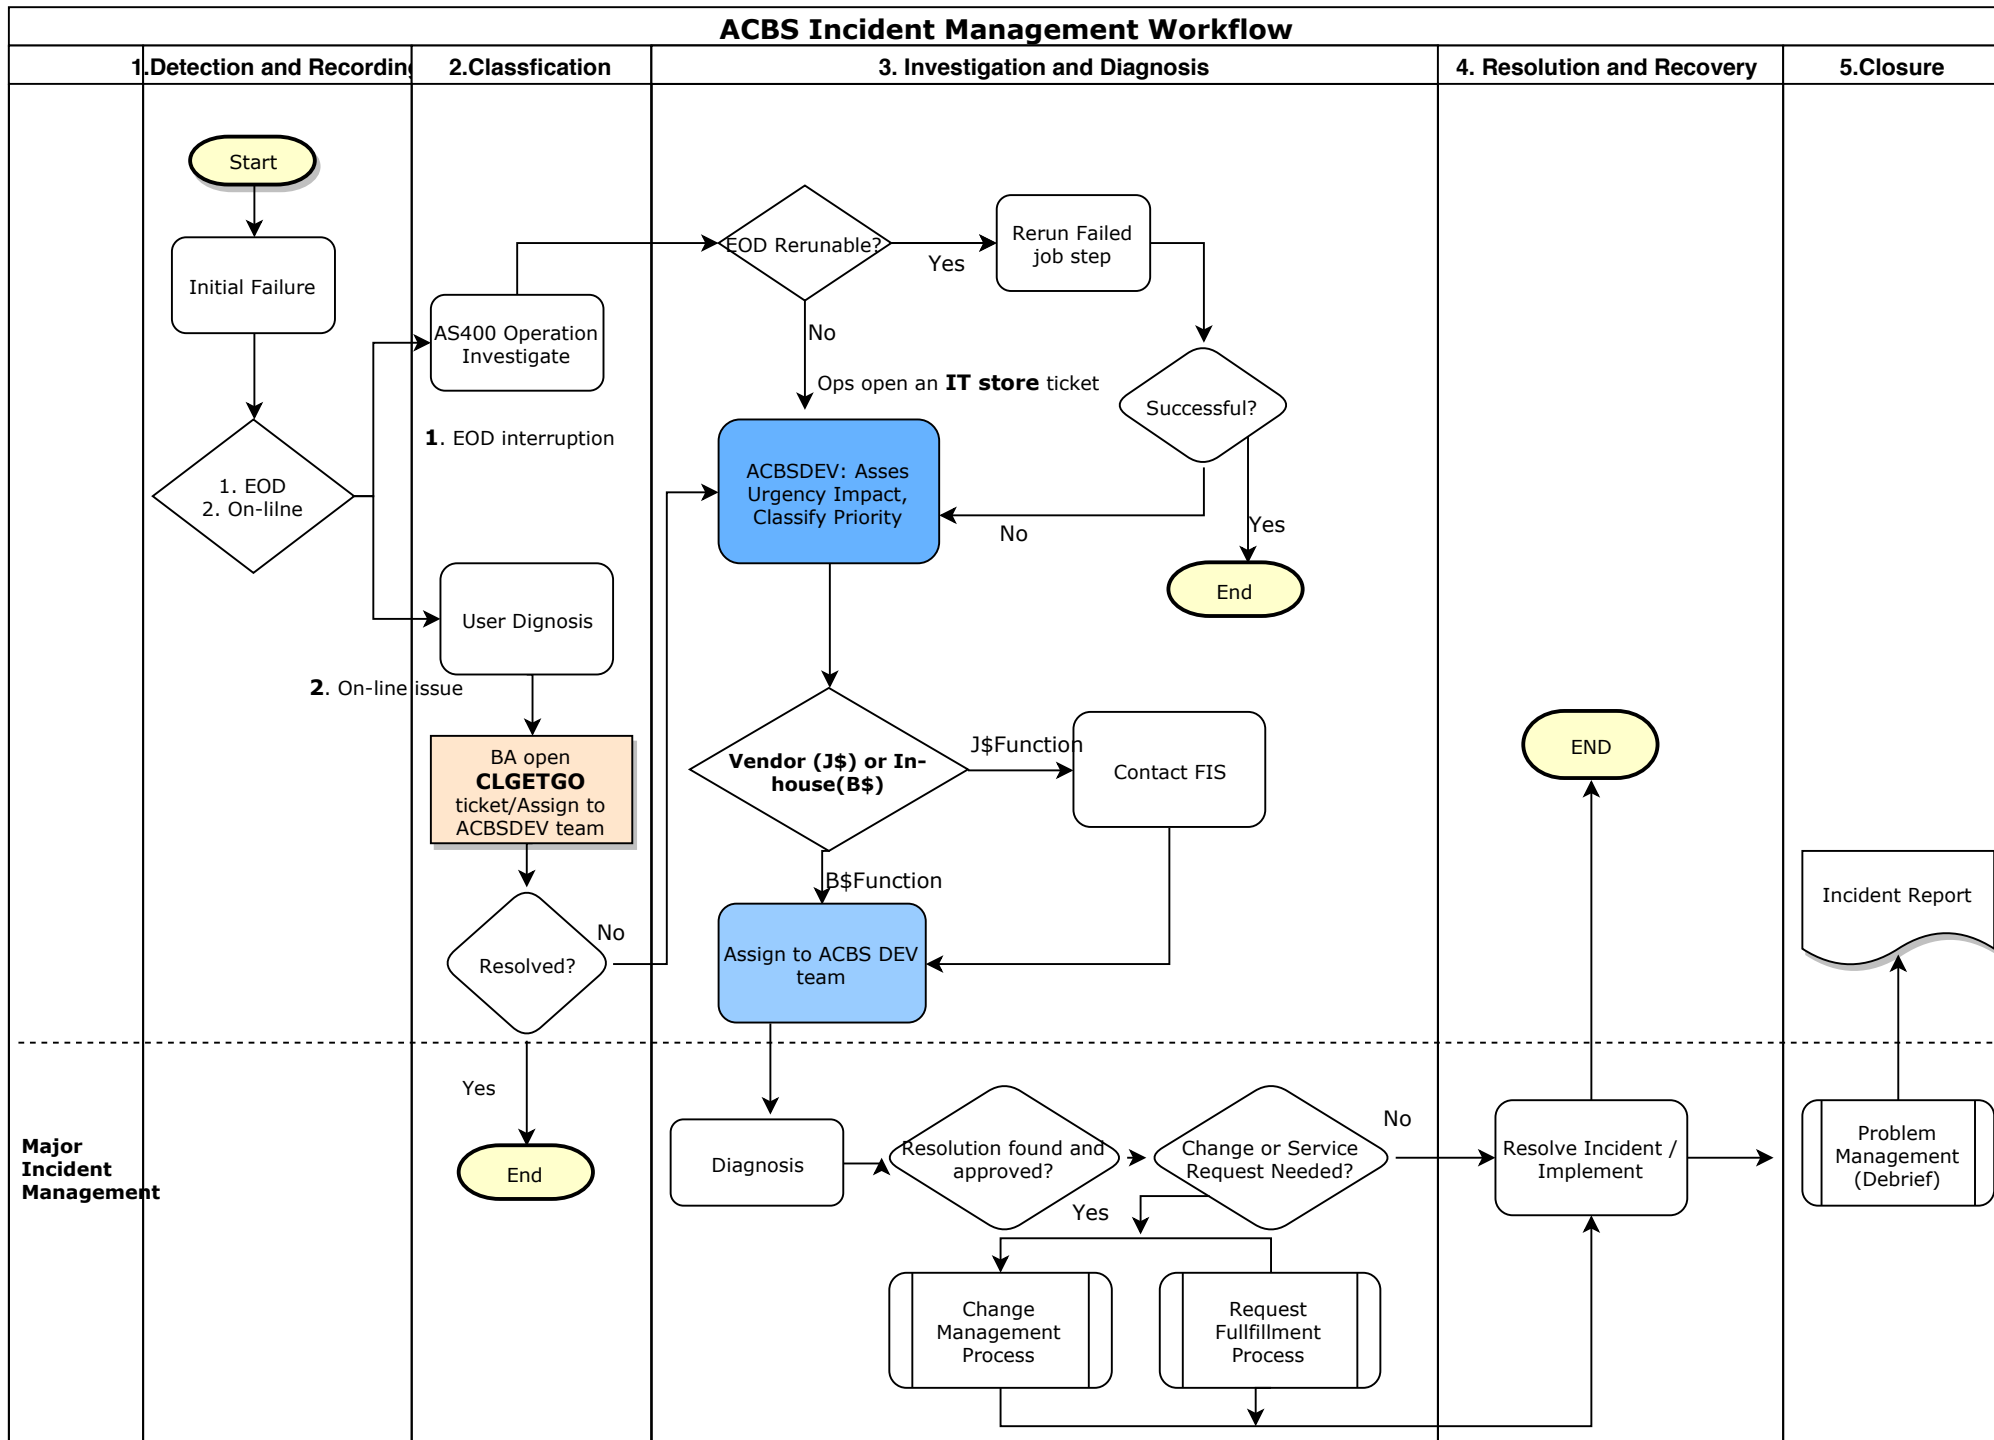 ACBS Incident Management Workflow
1.Detection and Recording
2.Classfication
3. Investigation and Diagnosis
4. Resolution and Recovery
5.Closure
Start
Initial Failure
1. EOD
2. On-lilne
AS400 Operation
Investigate
1. EOD interruption
User Dignosis
2. On-line issue
BA open
CLGETGO
ticket/Assign to
ACBSDEV team
Resolved?
No
Yes
End
EOD Rerunable?
Yes
Rerun Failed
job step
No
Ops open an IT store ticket
Successful?
ACBSDEV: Asses
Urgency Impact,
Classify Priority
No
Yes
End
Vendor (J$) or In-
house(B$)
J$Function
Contact FIS
B$Function
Assign to ACBS DEV
team
END
Incident Report
Major
Incident
Management
Diagnosis
Resolution found and
approved?
Change or Service
Request Needed?
No
Yes
Resolve Incident /
Implement
Problem
Management
(Debrief)
Change
Management
Process
Request
Fullfillment
Process